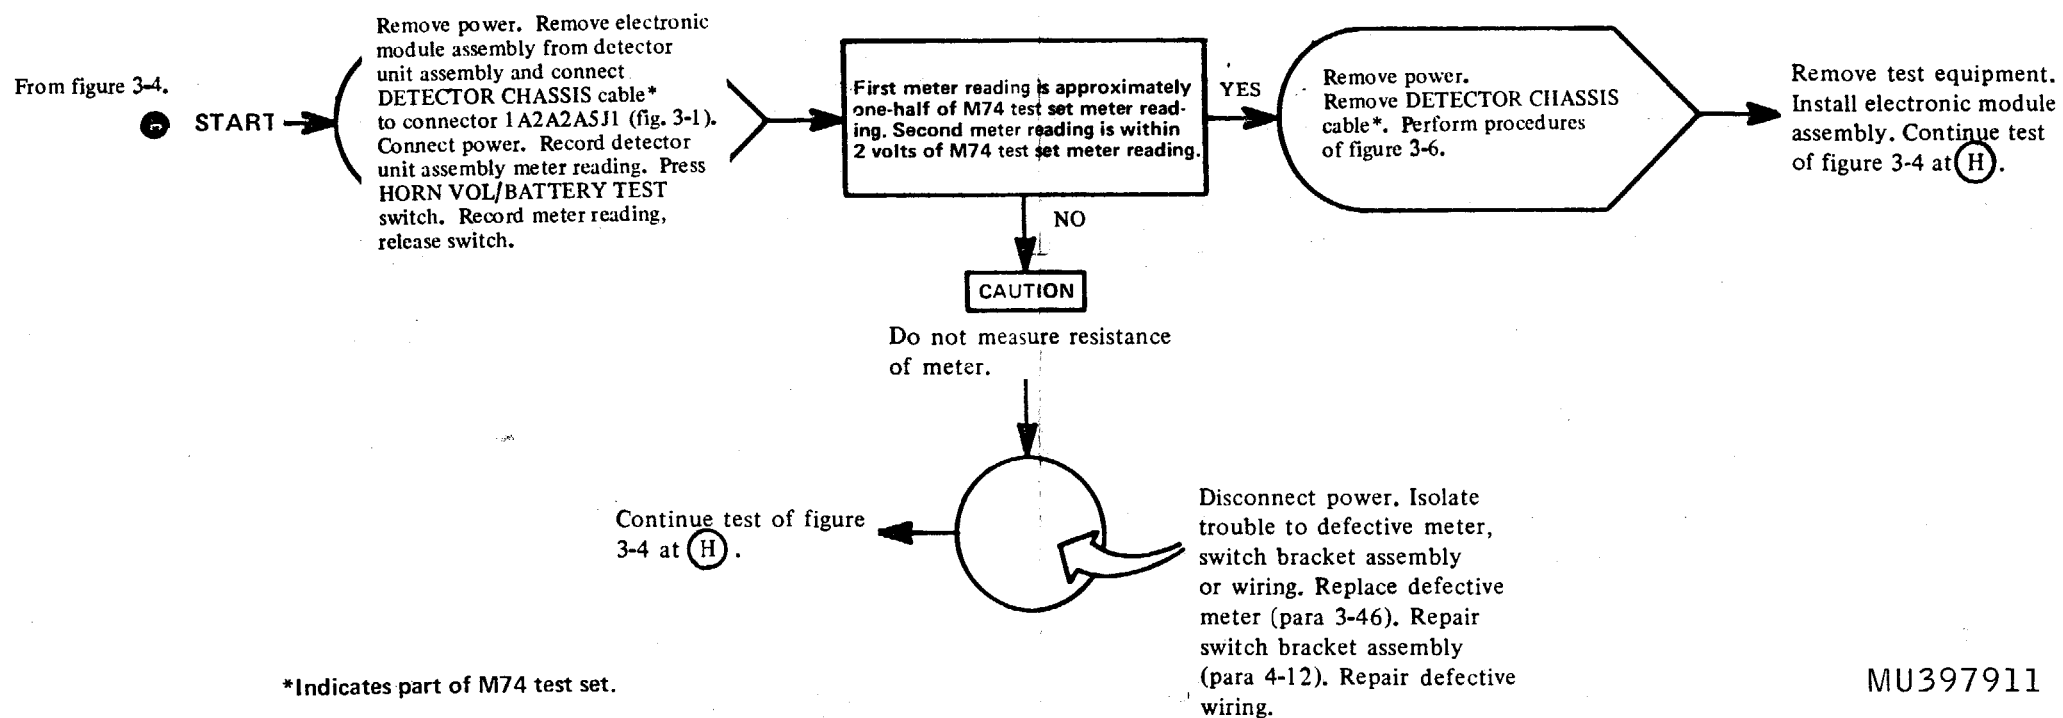 From figure 3-4.
START
Remove power. Remove electronic
module assembly from detector
unit assembly and connect
DETECTOR CHASSIS cable*
to connector 1A2A2A5J1 (fig. 3-1).
Connect power. Record detector
unit assembly meter reading. Press
HORN VOL/BATTERY TEST
switch. Record meter reading,
release switch.
First meter reading is approximately
one-half of M74 test set meter read-
ing. Second meter reading is within
2 volts of M74 test set meter reading.
YES
Remove power.
Remove DETECTOR CHASSIS
cable*. Perform procedures
of figure 3-6.
Remove test equipment.
Install electronic module
assembly. Continue test
of figure 3-4 at H.
NO
CAUTION
Do not measure resistance
of meter.
Continue test of figure
3-4 at H.
Disconnect power. Isolate
trouble to defective meter,
switch bracket assembly
or wiring. Replace defective
meter (para 3-46). Repair
switch bracket assembly
(para 4-12). Repair defective
wiring.
*Indicates part of M74 test set.
MU397911